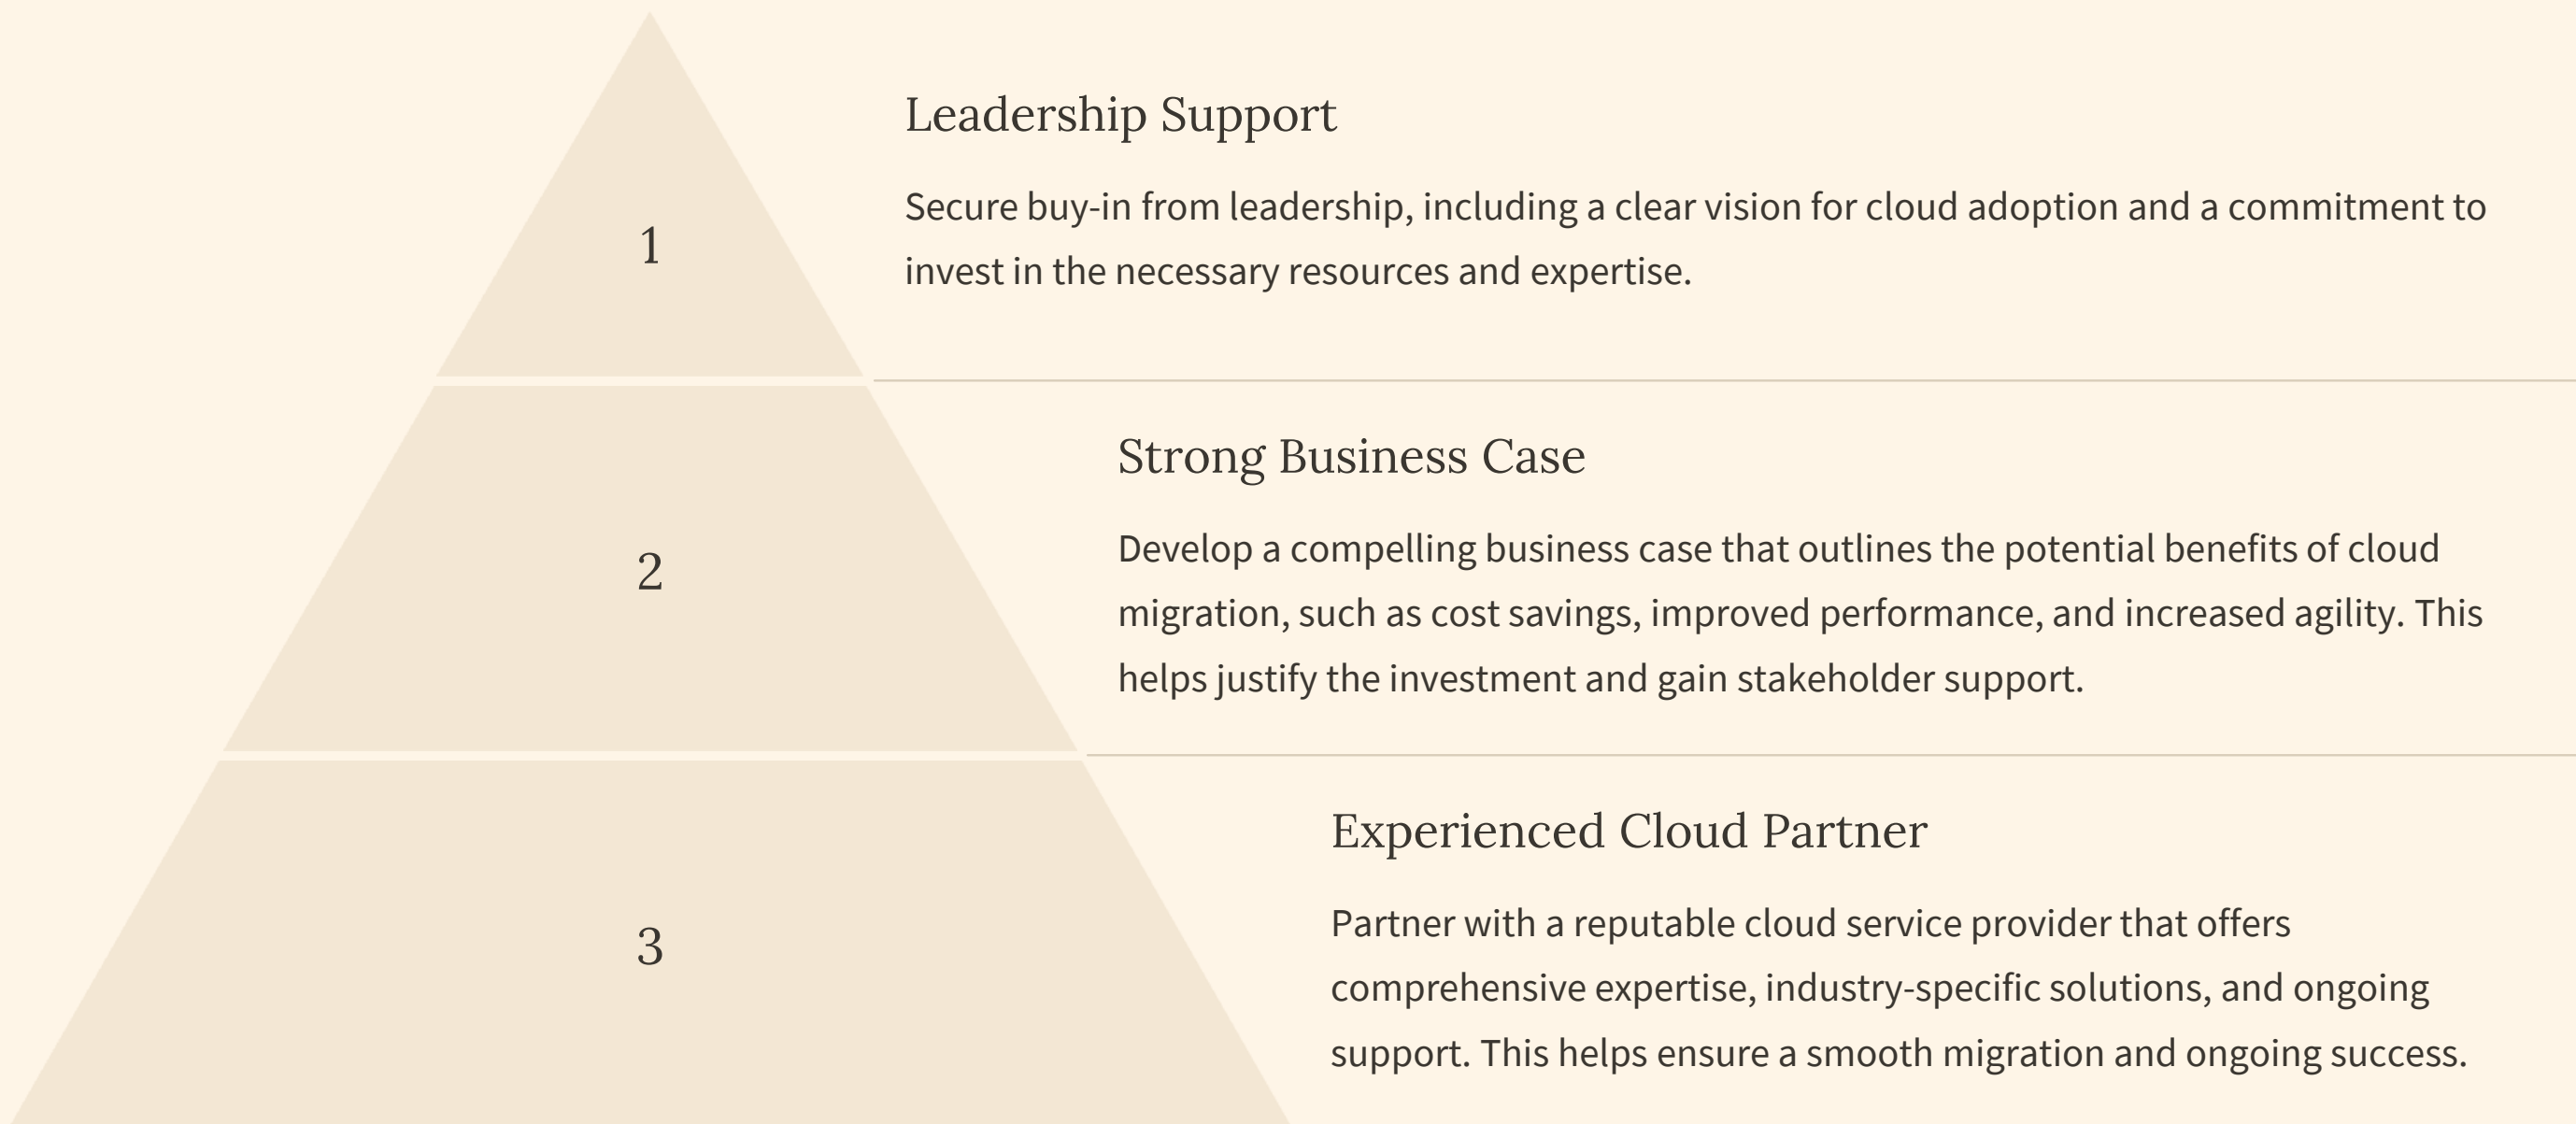 1
Leadership Support
Secure buy-in from leadership, including a clear vision for cloud adoption and a commitment to
invest in the necessary resources and expertise.
2
Strong Business Case
Develop a compelling business case that outlines the potential benefits of cloud
migration, such as cost savings, improved performance, and increased agility. This
helps justify the investment and gain stakeholder support.
3
Experienced Cloud Partner
Partner with a reputable cloud service provider that offers
comprehensive expertise, industry-specific solutions, and ongoing
support. This helps ensure a smooth migration and ongoing success.